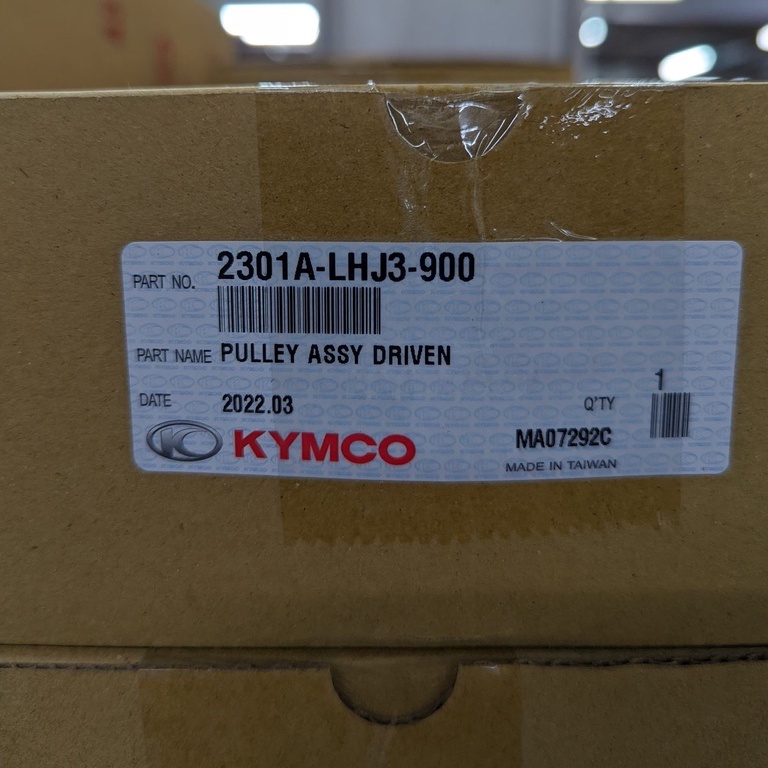 PART NO. 2301A-LHJ3-900
PART NAME PULLEY ASSY DRIVEN
DATE 2022.03 Q'TY 1
KYMCO MA07292C
MADE IN TAIWAN